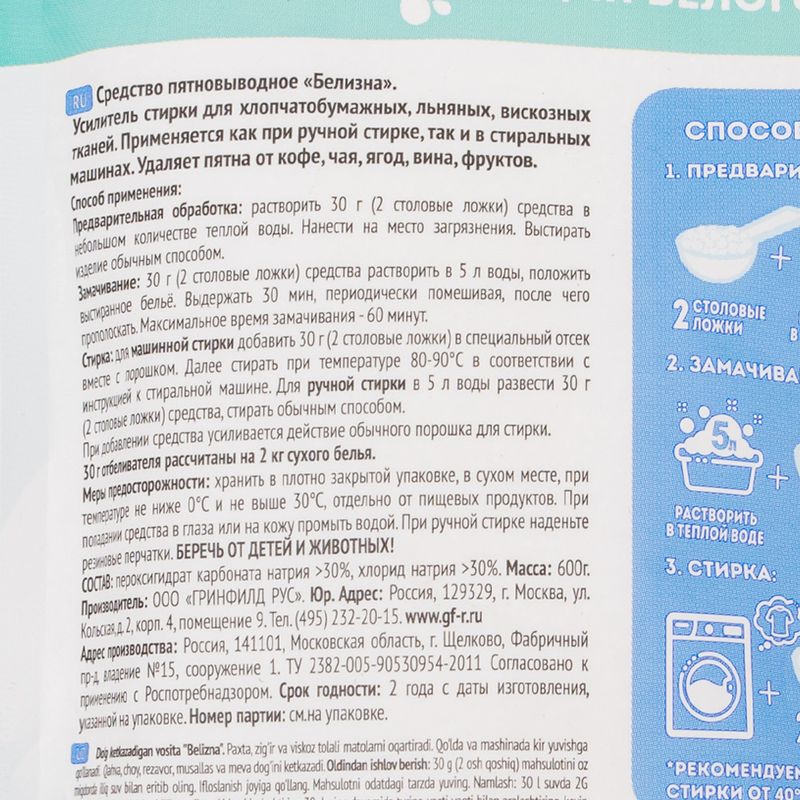 RU Средство пятновыводное «Белизна».
Усилитель стирки для хлопчатобумажных, льняных, вискозных
тканей. Применяется как при ручной стирке, так и в стиральных
машинах. Удаляет пятна от кофе, чая, ягод, вина, фруктов.
Способ применения:
Предварительная обработка: растворить 30 г (2 столовые ложки) средства в
небольшом количестве теплой воды. Нанести на место загрязнения. Выстирать
изделие обычным способом.
Замачивание: 30 г (2 столовые ложки) средства растворить в 5 л воды, положить
выстиранное бельё. Выдержать 30 мин, периодически помешивая, после чего
прополоскать. Максимальное время замачивания - 60 минут.
Стирка: для машинной стирки добавить 30 г (2 столовые ложки) в специальный отсек
вместе с порошком. Далее стирать при температуре 80-90°С в соответствии с
инструкцией к стиральной машине. Для ручной стирки в 5 л воды развести 30 г
(2 столовые ложки) средства, стирать обычным способом.
При добавлении средства усиливается действие обычного порошка для стирки.
30 г отбеливателя рассчитаны на 2 кг сухого белья.
Меры предосторожности: хранить в плотно закрытой упаковке, в сухом месте, при
температуре не ниже 0°С и не выше 30°С, отдельно от пищевых продуктов. При
попадании средства в глаза или на кожу промыть водой. При ручной стирке наденьте
резиновые перчатки. БЕРЕЧЬ ОТ ДЕТЕЙ И ЖИВОТНЫХ!
СОСТАВ: пероксигидрат карбоната натрия >30%, хлорид натрия >30%. Масса: 600г.
Производитель: ООО «ГРИНФИЛД РУС». Юр. Адрес: Россия, 129329, г. Москва, ул.
Кольская, д. 2, корп. 4, помещение 9. Тел. (495) 232-20-15. www.gf-r.ru
Адрес производства: Россия, 141101, Московская область, г. Щелково, Фабричный
пр-д, владение №15, сооружение 1. ТУ 2382-005-90530954-2011 Согласовано к
применению с Роспотребнадзором. Срок годности: 2 года с даты изготовления,
указанной на упаковке. Номер партии: см.на упаковке.
Dog ketkazadigan vosita "Belizna". Paxta, zig'ir va viskoz tolali matolarni oqartiradi. Qo'lda va mashinada kir yuvishga
qo'llanadi. Qahva, choy, rezavor, musallas va meva dog'ini ketkazadi. Oldindan ishlov berish: 30 g (2 osh qoshiq) mahsulotini oz
miqdorda iliq suv bilan eritib oling. Ifloslanish joyiga qo'llang. Mahsulotni odatdagi tarzda yuving. Namlash: 30 l suvda 2G
СПОСО
1. ПРЕДВАРИ
+
2 СТОЛОВЫЕ
ЛОЖКИ
В
2. ЗАМАЧИВА
5л
+
РАСТВОРИТЬ
В ТЕПЛОЙ ВОДЕ
3. СТИРКА:
+
*РЕКОМЕНДУЕМ
СТИРКИ ОТ 40°